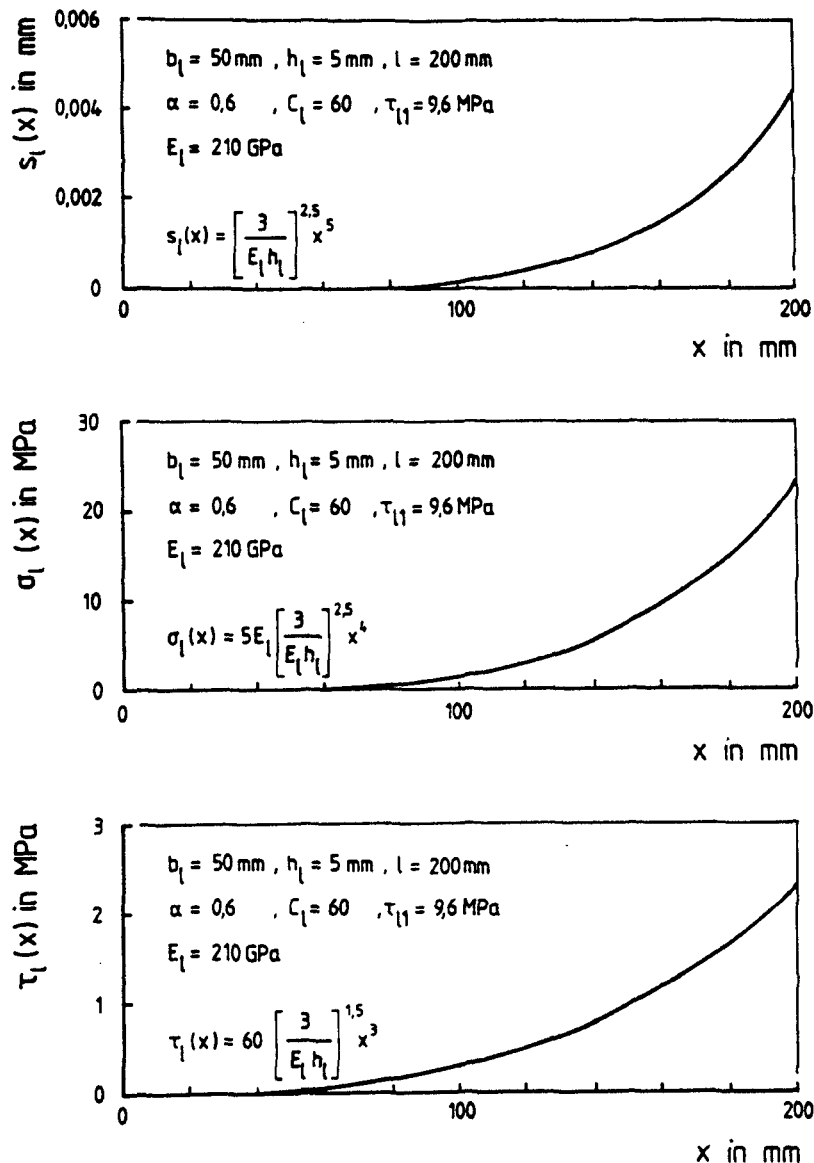 0,006
0,004
0,002
0
s_l (x) in mm
b_l = 50 mm , h_l = 5 mm , l = 200 mm
α = 0,6 , C_l = 60 , τ_l1 = 9,6 MPa
E_l = 210 GPa
s_l(x) = [3 / E_l h_l]^2,5 x^5
0 100 200
x in mm
30
20
10
0
σ_l (x) in MPa
b_l = 50 mm , h_l = 5 mm , l = 200 mm
α = 0,6 , C_l = 60 , τ_l1 = 9,6 MPa
E_l = 210 GPa
σ_l (x) = 5E_l [3 / E_l h_l]^2,5 x^4
0 100 200
x in mm
3
2
1
0
τ_l (x) in MPa
b_l = 50 mm , h_l = 5 mm , l = 200 mm
α = 0,6 , C_l = 60 , τ_l1 = 9,6 MPa
E_l = 210 GPa
τ_l (x) = 60 [3 / E_l h_l]^1,5 x^3
0 100 200
x in mm